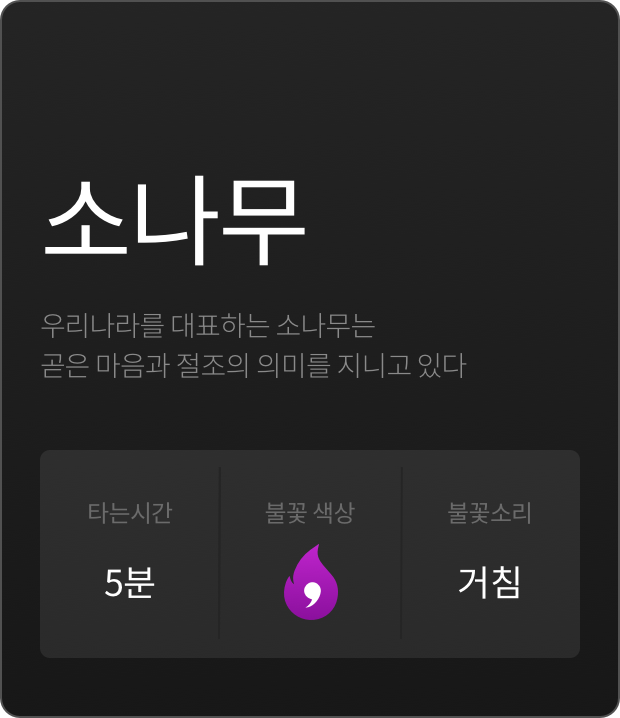 소나무
우리나라를 대표하는 소나무는
곧은 마음과 절조의 의미를 지니고 있다
타는시간
불꽃 색상
불꽃소리
5분
거침